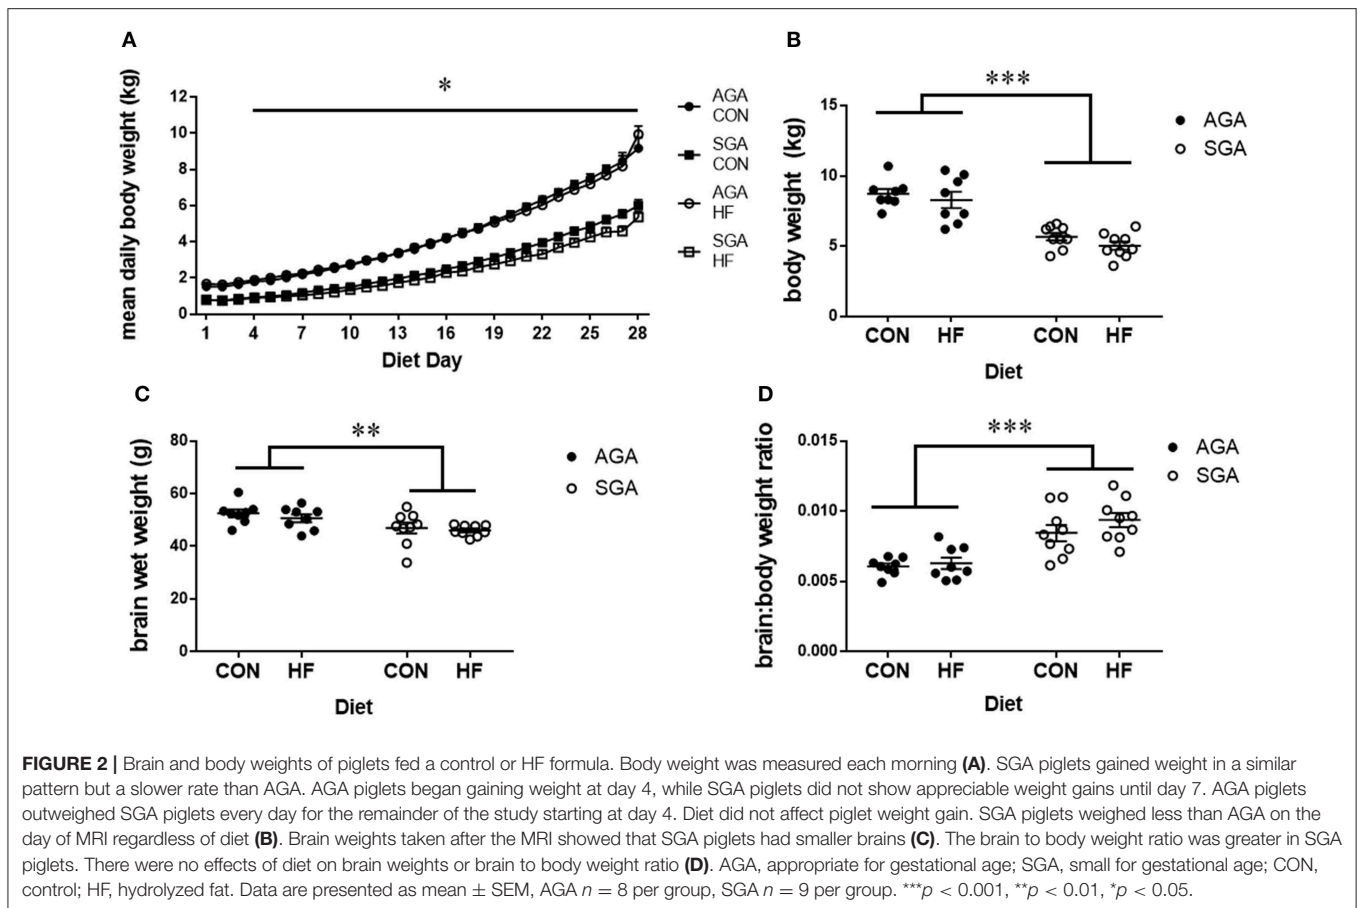 A
mean daily body weight (kg)
12
10
8
6
4
2
0
*
1 4 7 10 13 16 19 22 25 28
Diet Day
AGA
CON
SGA
CON
AGA
HF
SGA
HF
B
body weight (kg)
15
10
5
0
***
AGA
SGA
CON HF CON HF
Diet
C
brain wet weight (g)
80
60
40
20
0
**
AGA
SGA
CON HF CON HF
Diet
D
brain:body weight ratio
0.015
0.010
0.005
0.000
***
AGA
SGA
CON HF CON HF
Diet
FIGURE 2 | Brain and body weights of piglets fed a control or HF formula. Body weight was measured each morning (A). SGA piglets gained weight in a similar
pattern but a slower rate than AGA. AGA piglets began gaining weight at day 4, while SGA piglets did not show appreciable weight gains until day 7. AGA piglets
outweighed SGA piglets every day for the remainder of the study starting at day 4. Diet did not affect piglet weight gain. SGA piglets weighed less than AGA on the
day of MRI regardless of diet (B). Brain weights taken after the MRI showed that SGA piglets had smaller brains (C). The brain to body weight ratio was greater in SGA
piglets. There were no effects of diet on brain weights or brain to body weight ratio (D). AGA, appropriate for gestational age; SGA, small for gestational age; CON,
control; HF, hydrolyzed fat. Data are presented as mean ± SEM, AGA n = 8 per group, SGA n = 9 per group. ***p < 0.001, **p < 0.01, *p < 0.05.